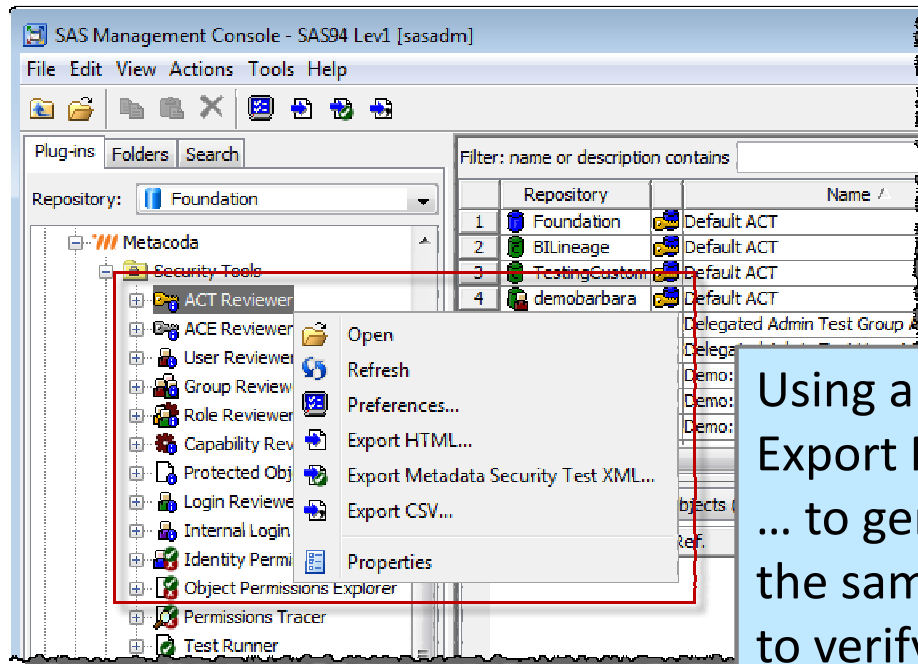 SAS Management Console - SAS94 Lev1 [sasadm]
File Edit View Actions Tools Help
Plug-ins Folders Search
Repository: Foundation
Metacoda
Security Tools
ACT Reviewer
ACE Reviewer
User Reviewer
Group Review
Role Reviewer
Capability Rev
Protected Obj
Login Reviewe
Internal Login
Identity Permi
Object Permissions Explorer
Permissions Tracer
Test Runner
Open
Refresh
Preferences...
Export HTML...
Export Metadata Security Test XML...
Export CSV...
Properties
Filter: name or description contains
Repository Name
1 Foundation Default ACT
2 BILineage Default ACT
3 TestingCustom Default ACT
4 demobarbara Default ACT
Delegated Admin Test Group
Demo:
Demo:
Demo:
bjects
Ref.
Using a
Export
... to ge
the sam
to verify